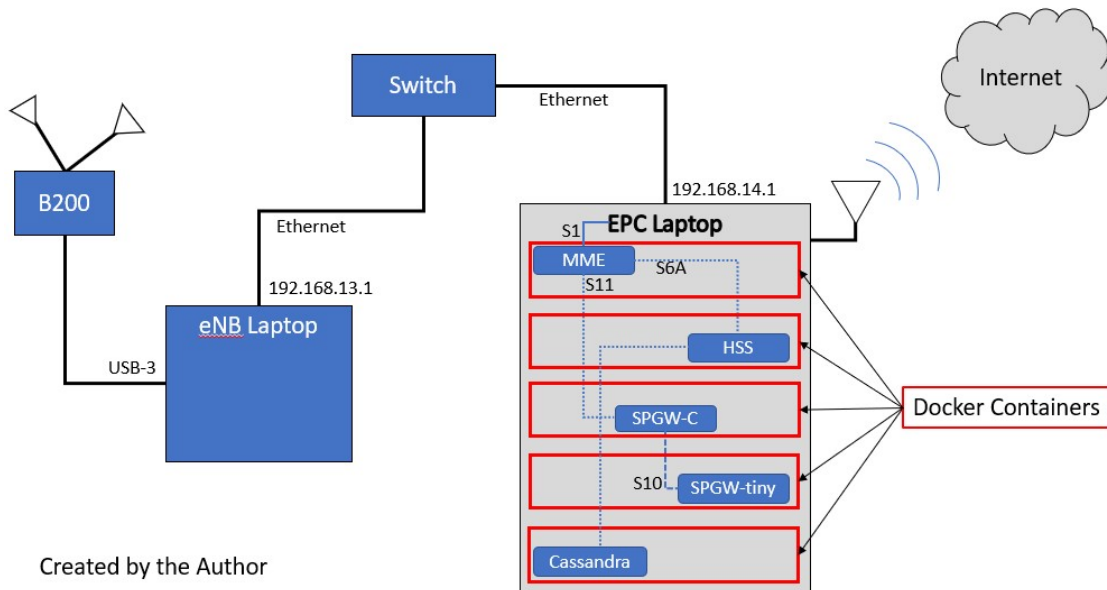 Internet
Switch
Ethernet
B200
192.168.14.1
Ethernet
S1
EPC Laptop
MME
S6A
S11
192.168.13.1
eNB Laptop
HSS
USB-3
SPGW-C
Docker Containers
S10
SPGW-tiny
Cassandra
Created by the Author